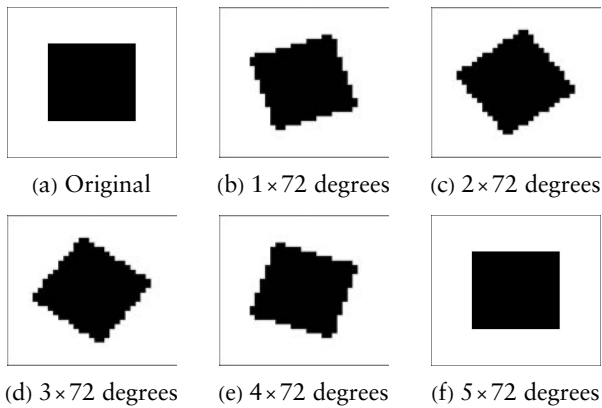 (a) Original
(b) 1×72 degrees
(c) 2×72 degrees
(d) 3×72 degrees
(e) 4×72 degrees
(f) 5×72 degrees